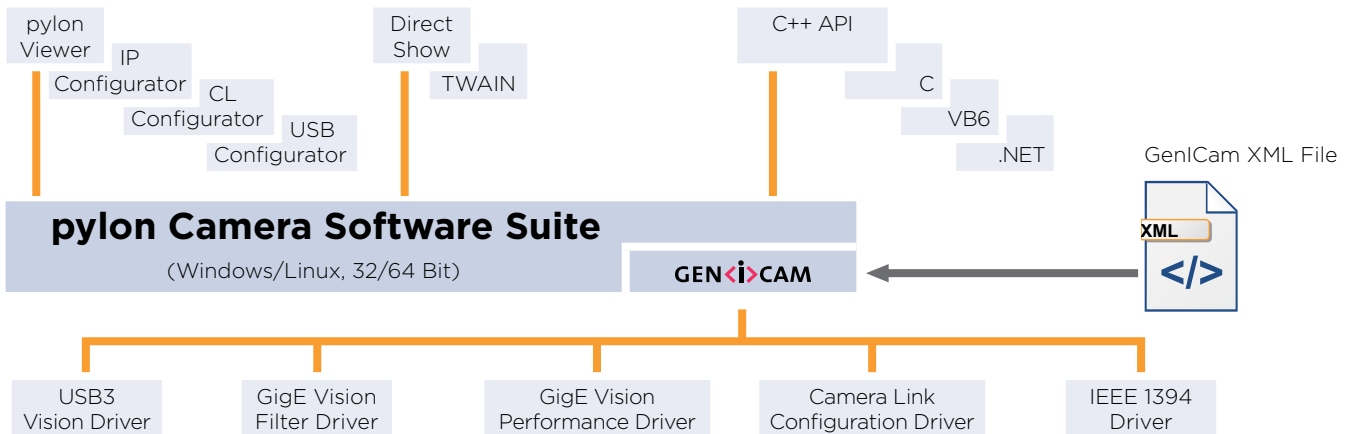 pylon
Viewer
IP
Configurator
CL
Configurator
USB
Configurator
Direct
Show
TWAIN
C++ API
C
VB6
.NET
GenICam XML File
XML
</>
pylon Camera Software Suite
(Windows/Linux, 32/64 Bit)
GEN<i>CAM
USB3
Vision Driver
GigE Vision
Filter Driver
GigE Vision
Performance Driver
Camera Link
Configuration Driver
IEEE 1394
Driver